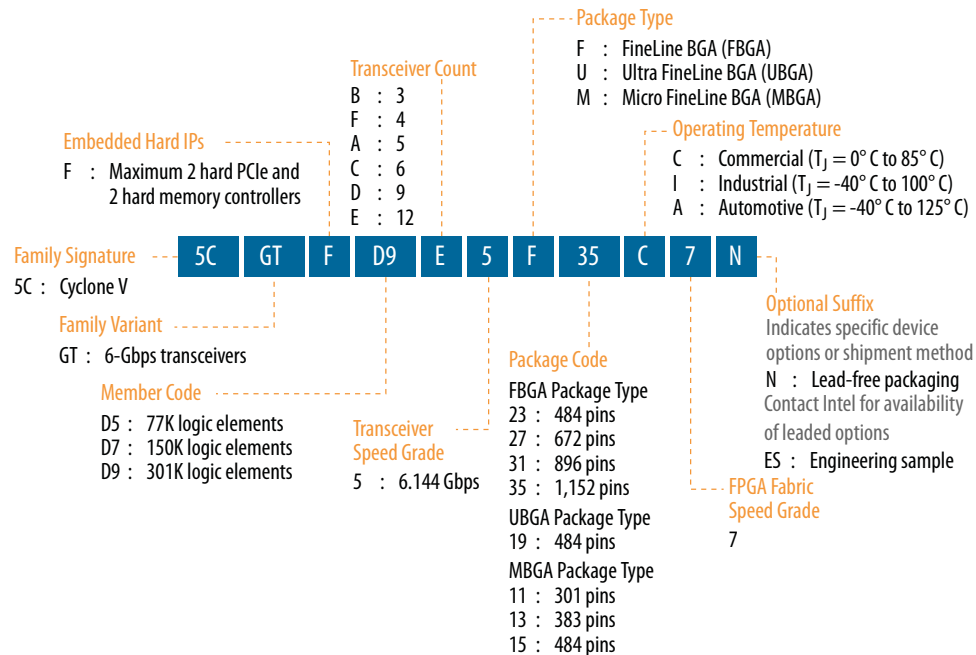 Package Type
F : FineLine BGA (FBGA)
U : Ultra FineLine BGA (UBGA)
M : Micro FineLine BGA (MBGA)
Transceiver Count
B : 3
F : 4
A : 5
C : 6
D : 9
E : 12
Operating Temperature
C : Commercial (TJ = 0° C to 85° C)
I : Industrial (TJ = -40° C to 100° C)
A : Automotive (TJ = -40° C to 125° C)
Embedded Hard IPs
F : Maximum 2 hard PCIe and
2 hard memory controllers
Family Signature
5C : Cyclone V
5C GT F D9 E 5 F 35 C 7 N
Family Variant
GT : 6-Gbps transceivers
Member Code
D5 : 77K logic elements
D7 : 150K logic elements
D9 : 301K logic elements
Transceiver
Speed Grade
5 : 6.144 Gbps
Package Code
FBGA Package Type
23 : 484 pins
27 : 672 pins
31 : 896 pins
35 : 1,152 pins
UBGA Package Type
19 : 484 pins
MBGA Package Type
11 : 301 pins
13 : 383 pins
15 : 484 pins
FPGA Fabric
Speed Grade
7
Optional Suffix
Indicates specific device
options or shipment method
N : Lead-free packaging
Contact Intel for availability
of leaded options
ES : Engineering sample